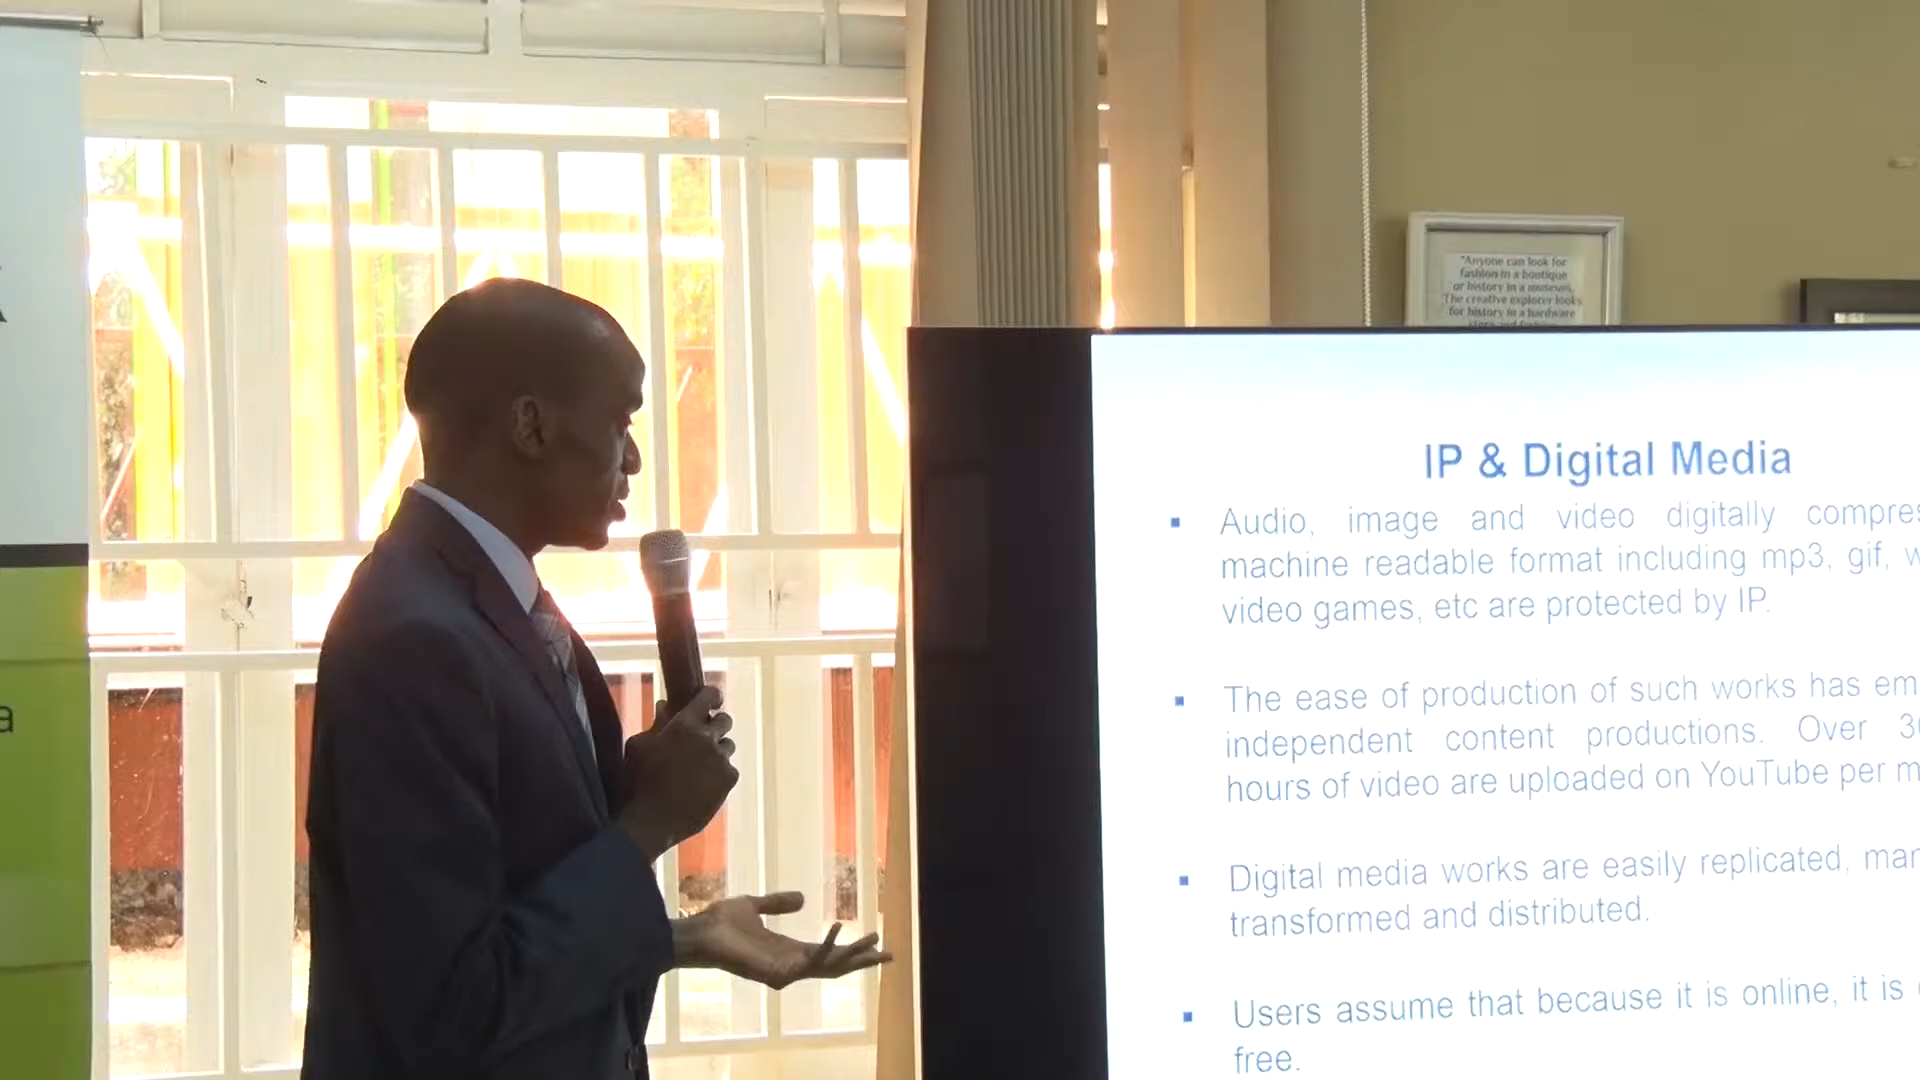 a
"Anyone can look for
fashion in a boutique
or history in a museum.
The creative explorer looks
for history in a hardware
store and fashion
IP & Digital Media
▪ Audio, image and video digitally
machine readable format including mp3, gif,
video games, etc are protected by IP.
▪ The ease of production of such works has
independent content productions. Over
hours of video are uploaded on YouTube per
▪ Digital media works are easily replicated,
transformed and distributed.
▪ Users assume that because it is online, it is
free.